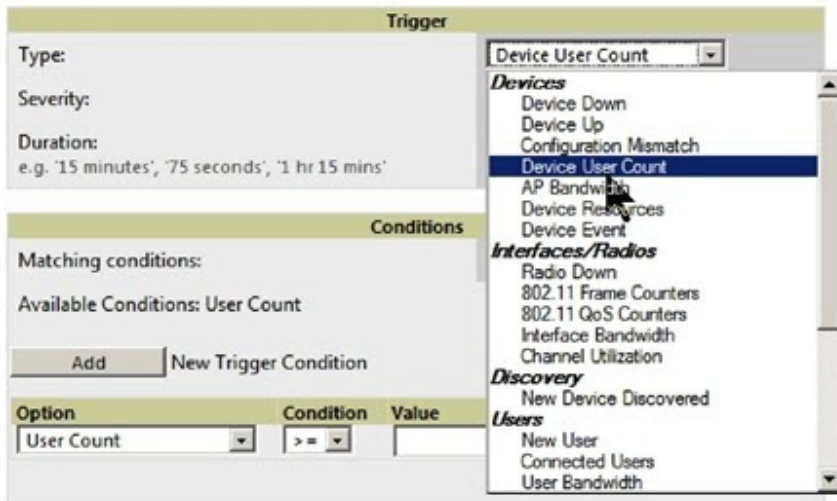 Trigger
Type:
Device User Count
Severity:
Duration:
e.g. '15 minutes', '75 seconds', '1 hr 15 mins'
Devices
Device Down
Device Up
Configuration Mismatch
Device User Count
AP Bandwidth
Device Resources
Device Event
Interfaces/Radios
Radio Down
802.11 Frame Counters
802.11 QoS Counters
Interface Bandwidth
Channel Utilization
Discovery
New Device Discovered
Users
New User
Connected Users
User Bandwidth
Conditions
Matching conditions:
Available Conditions: User Count
Add New Trigger Condition
Option Condition Value
User Count >=